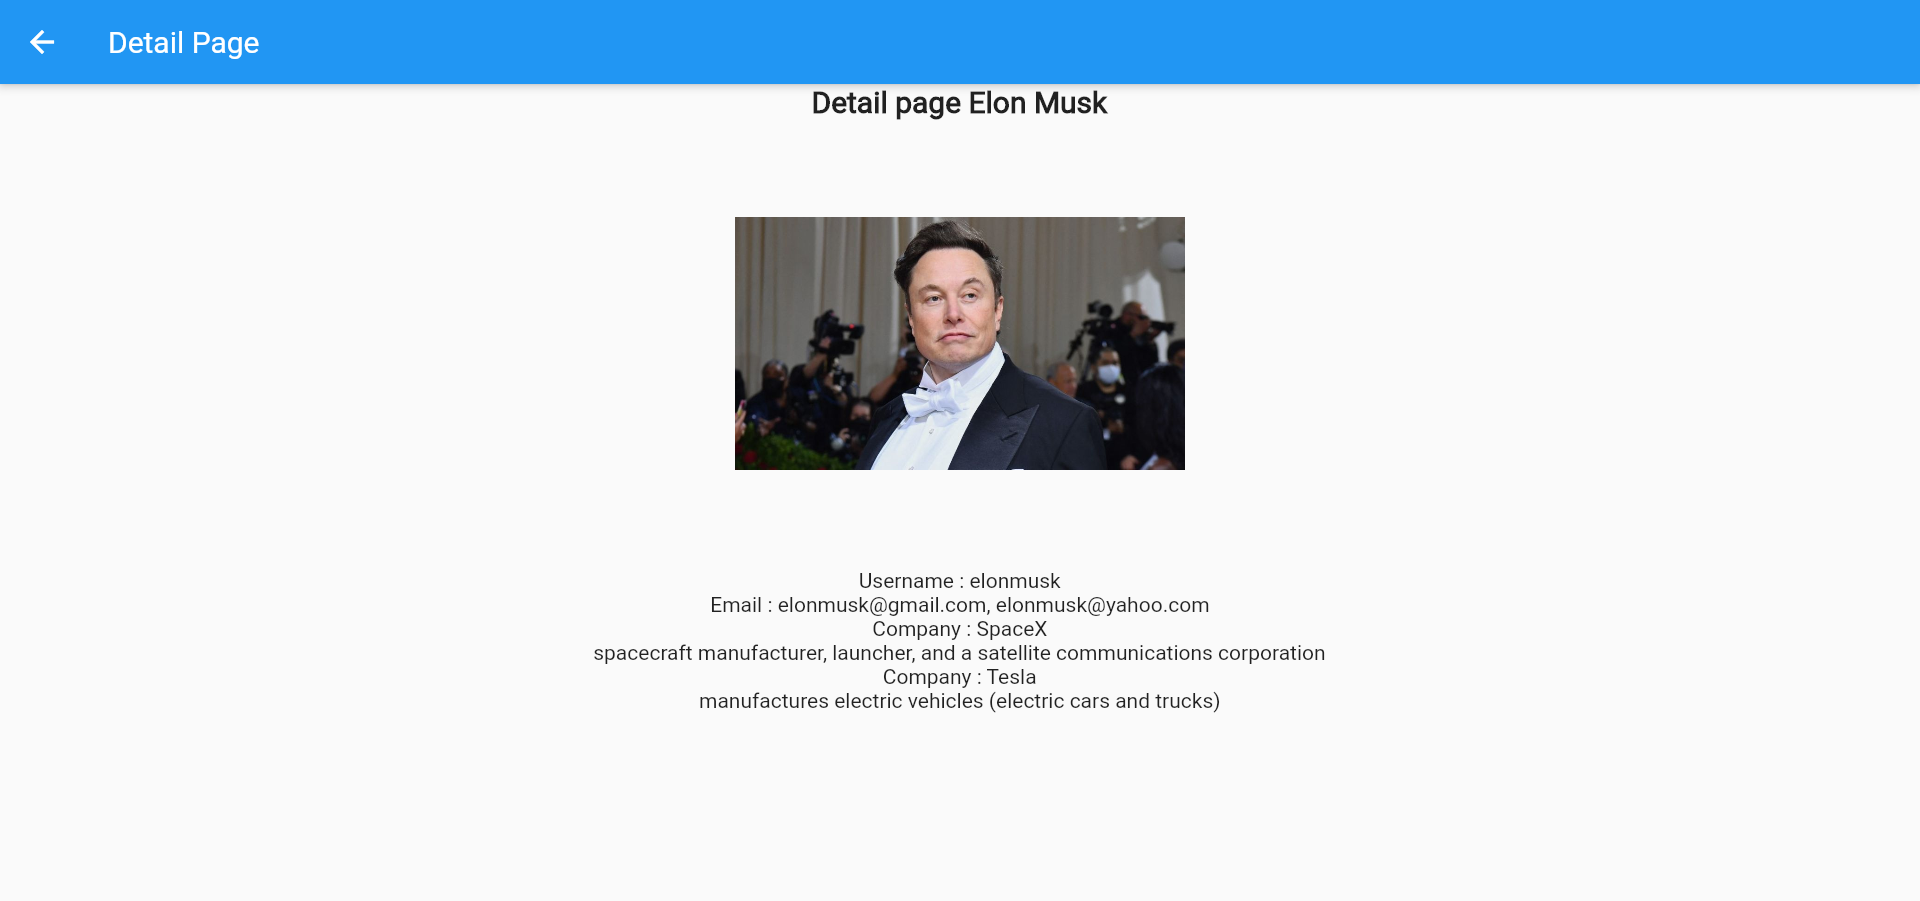 Detail Page
Detail page Elon Musk
Username : elonmusk
Email : elonmusk@gmail.com, elonmusk@yahoo.com
Company : SpaceX
spacecraft manufacturer, launcher, and a satellite communications corporation
Company : Tesla
manufactures electric vehicles (electric cars and trucks)